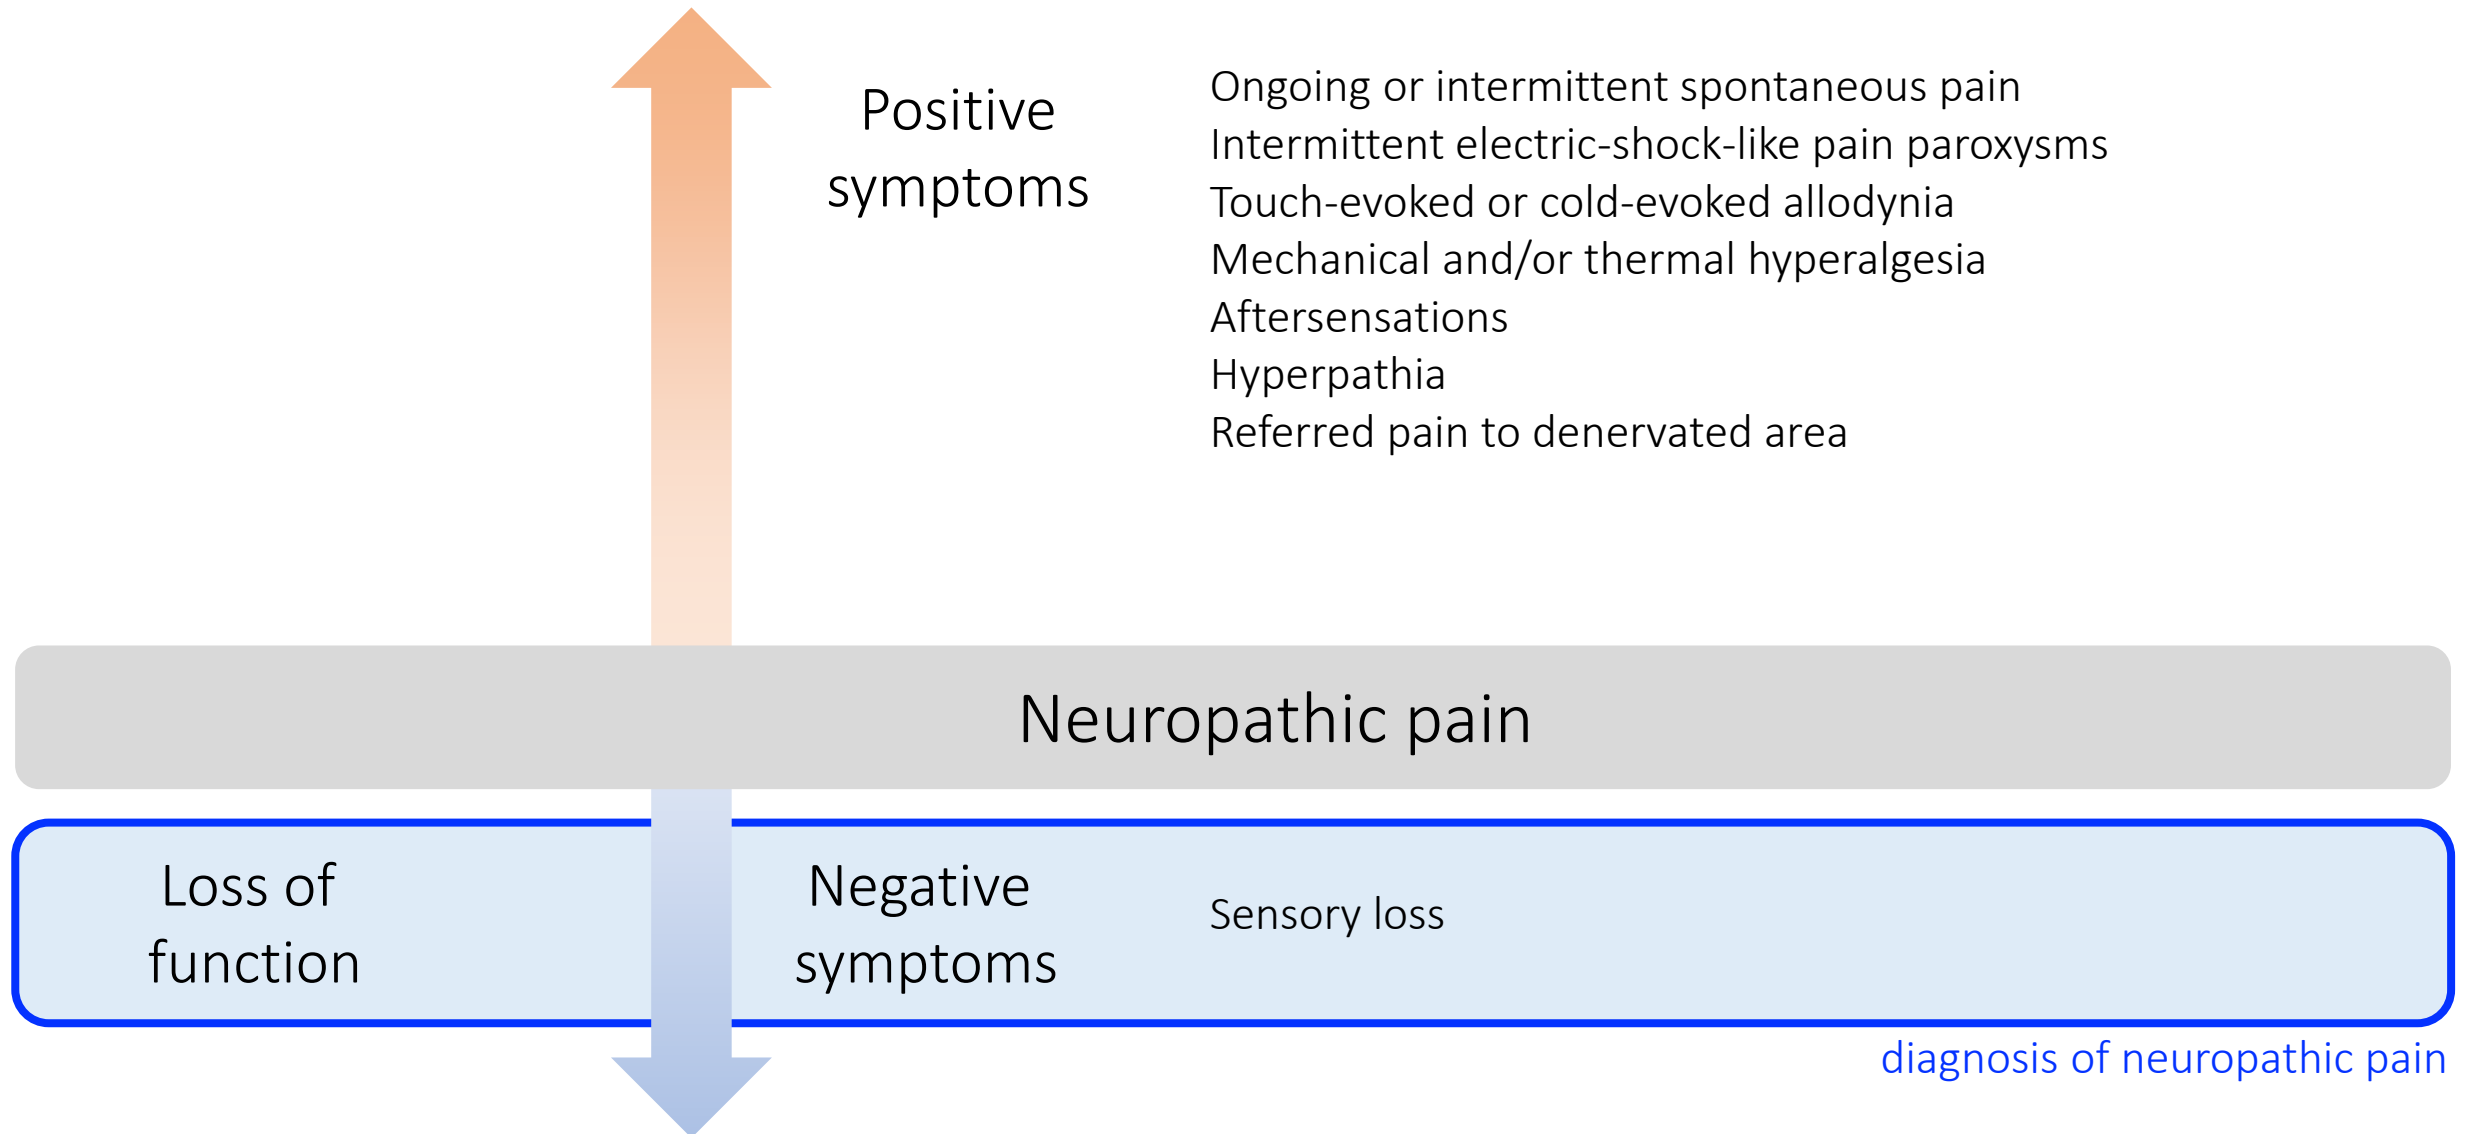 Positive
symptoms
Ongoing or intermittent spontaneous pain
Intermittent electric-shock-like pain paroxysms
Touch-evoked or cold-evoked allodynia
Mechanical and/or thermal hyperalgesia
Aftersensations
Hyperpathia
Referred pain to denervated area
Neuropathic pain
Loss of
function
Negative
symptoms
Sensory loss
diagnosis of neuropathic pain